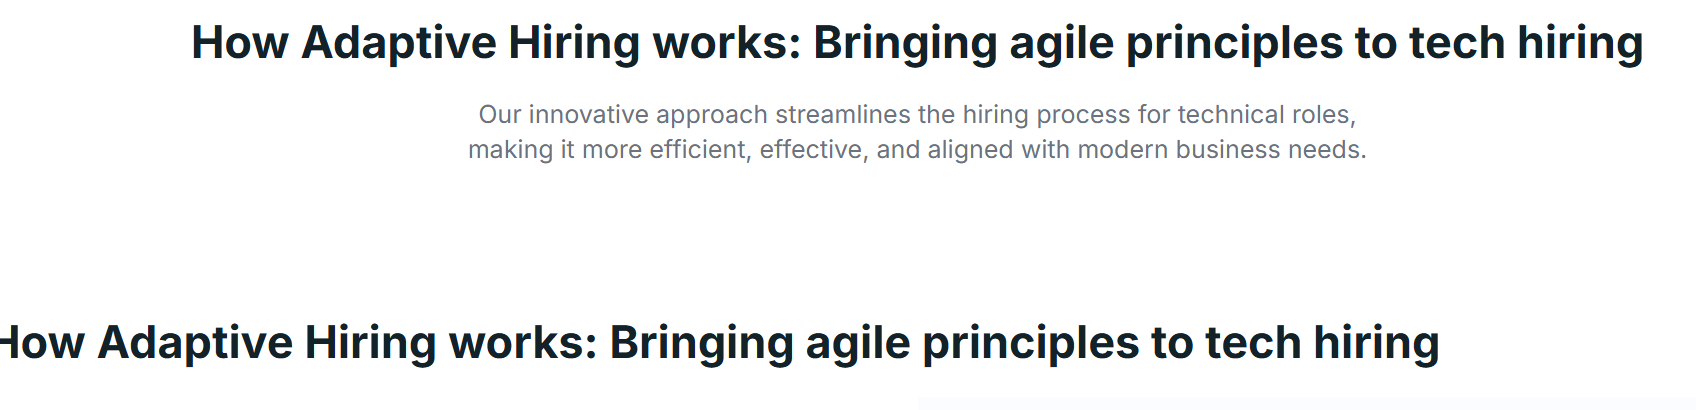 How Adaptive Hiring works: Bringing agile principles to tech hiring
Our innovative approach streamlines the hiring process for technical roles,
making it more efficient, effective, and aligned with modern business needs.
How Adaptive Hiring works: Bringing agile principles to tech hiring